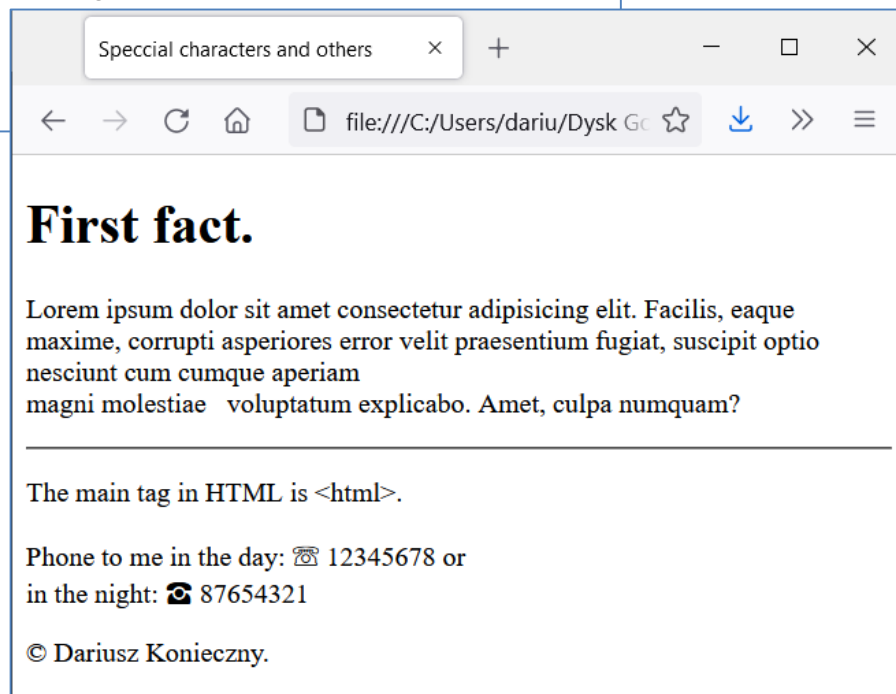 Speccial characters and others
file:///C:/Users/dariu/Dysk Go
First fact.
Lorem ipsum dolor sit amet consectetur adipisicing elit. Facilis, eaque
maxime, corrupti asperiores error velit praesentium fugiat, suscipit optio
nesciunt cum cumque aperiam
magni molestiae   voluptatum explicabo. Amet, culpa numquam?
The main tag in HTML is <html>.
Phone to me in the day: ☏ 12345678 or
in the night: ☎ 87654321
© Dariusz Konieczny.